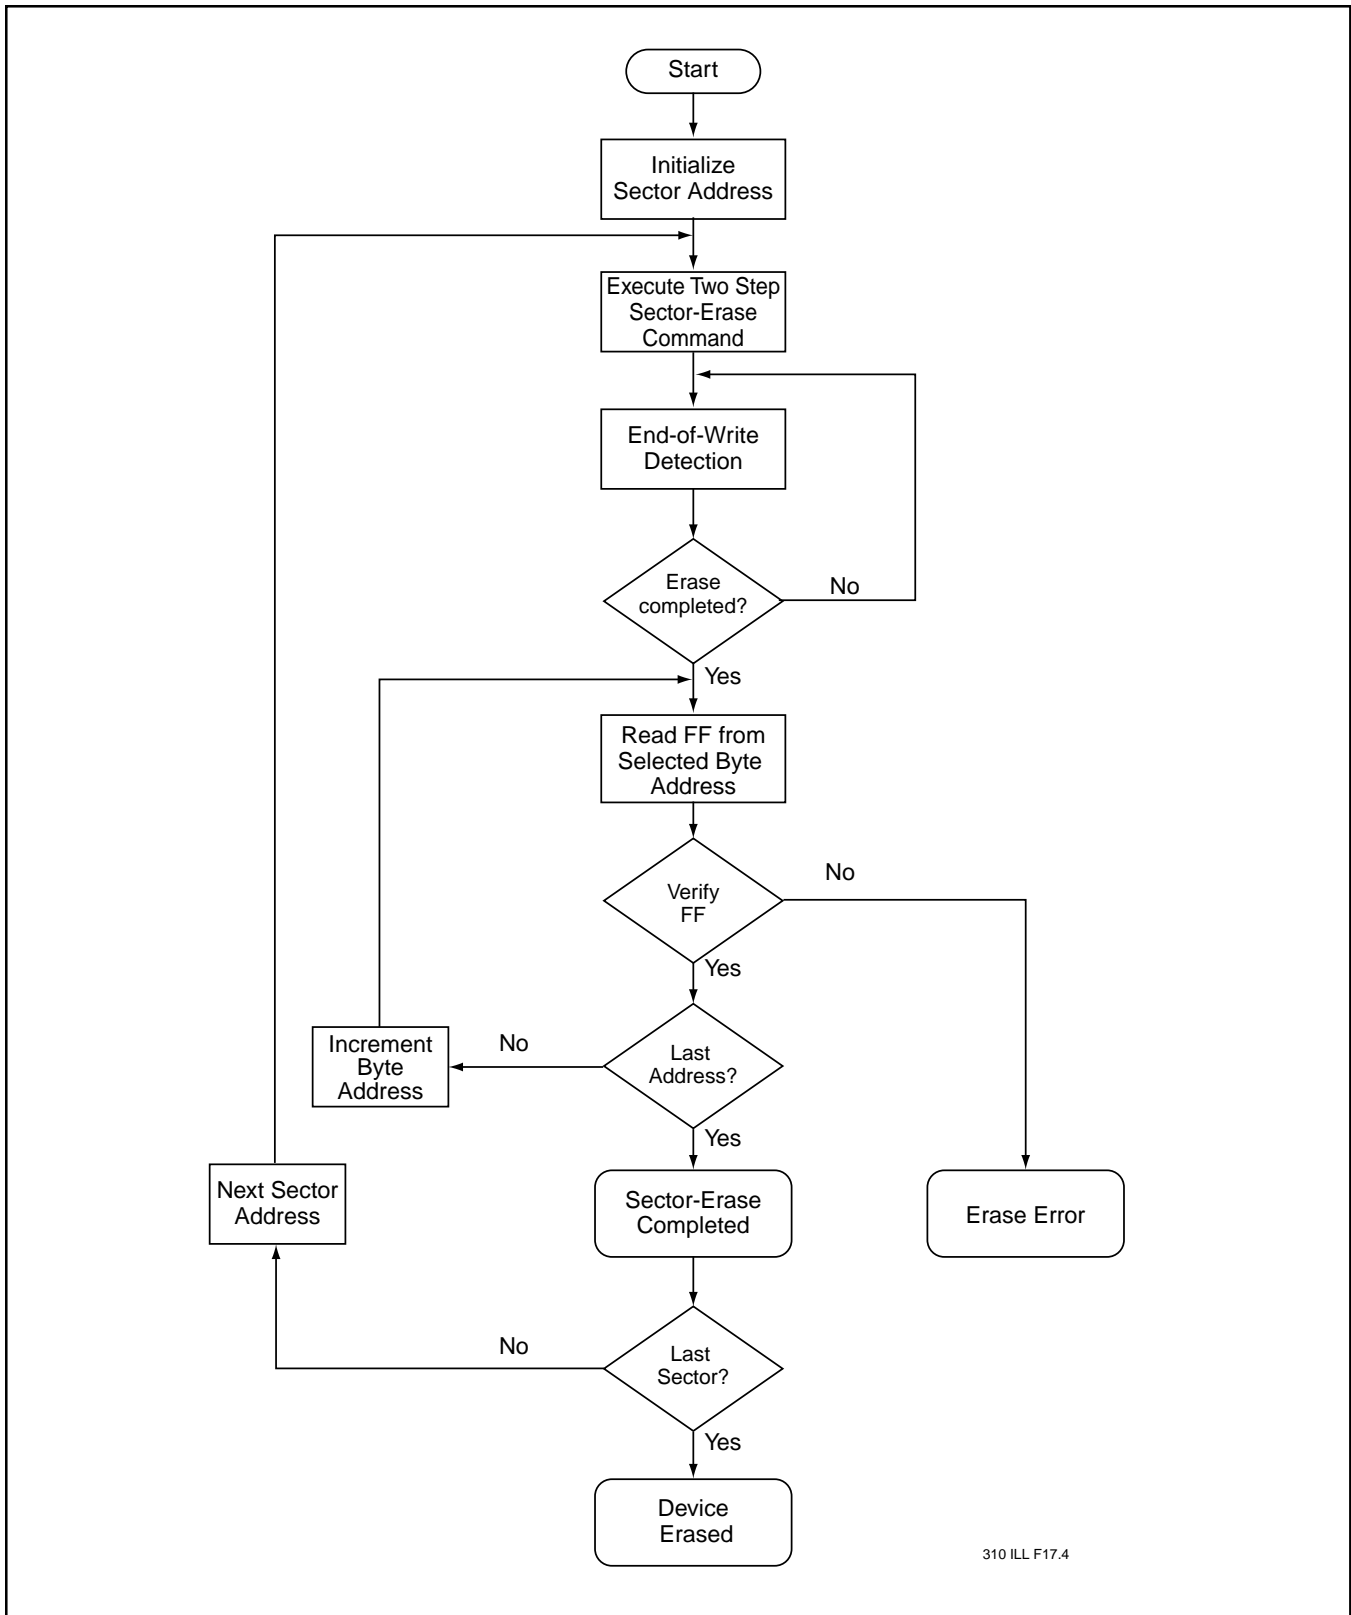 Start
Initialize
Sector Address
Execute Two Step
Sector-Erase
Command
End-of-Write
Detection
Erase
completed?
No
Yes
Read FF from
Selected Byte
Address
Verify
FF
No
Yes
Last
Address?
No
Increment
Byte
Address
Yes
Next Sector
Address
Sector-Erase
Completed
Erase Error
Last
Sector?
No
Yes
Device
Erased
310 ILL F17.4